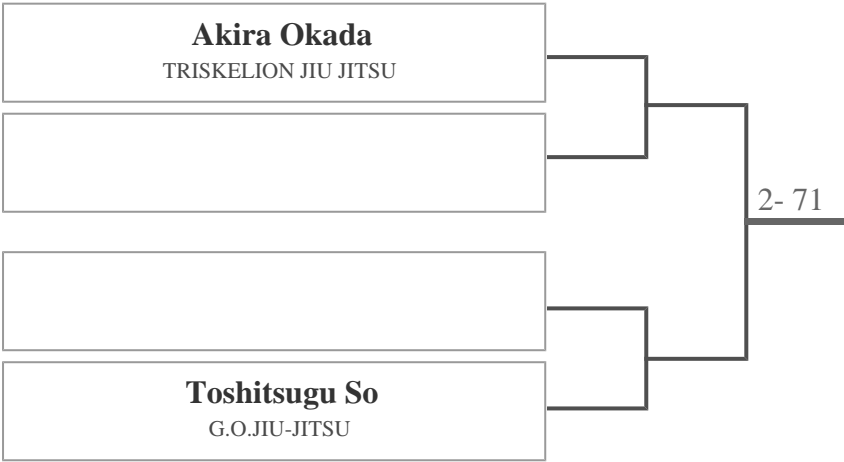 Akira Okada
TRISKELION JIU JITSU
2- 71
Toshitsugu So
G.O.JIU-JITSU